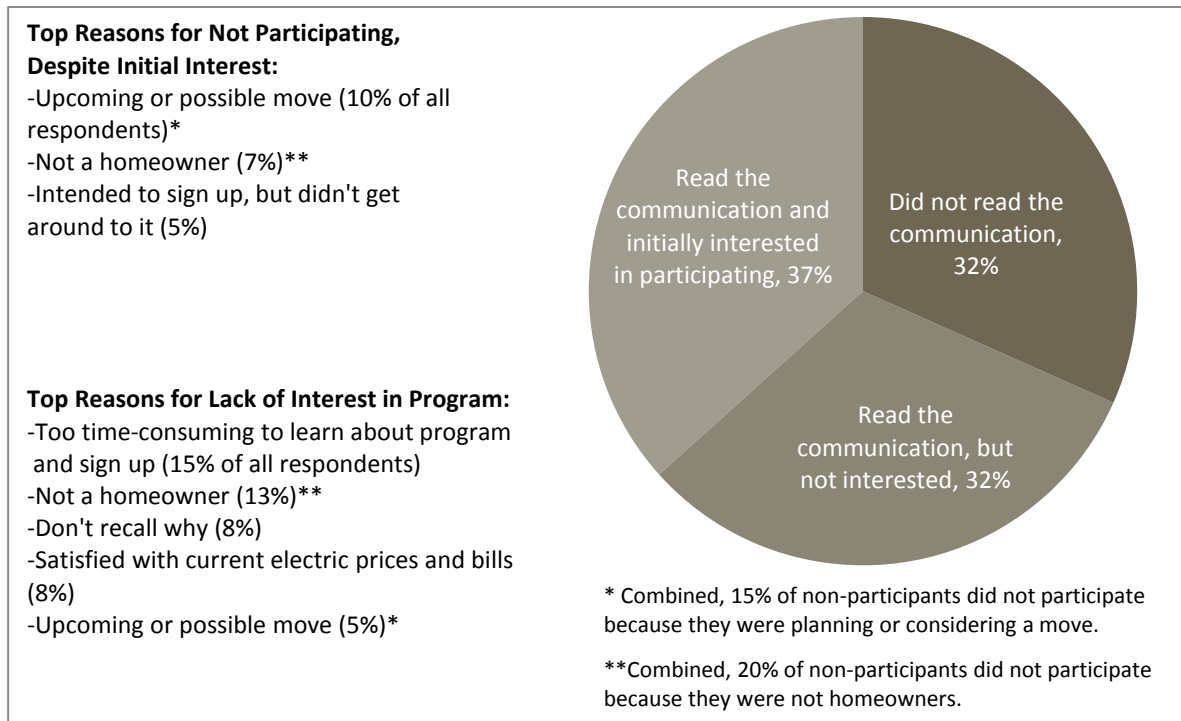 Top Reasons for Not Participating,
Despite Initial Interest:
-Upcoming or possible move (10% of all
respondents)*
-Not a homeowner (7%)**
-Intended to sign up, but didn't get
around to it (5%)
Top Reasons for Lack of Interest in Program:
-Too time-consuming to learn about program
and sign up (15% of all respondents)
-Not a homeowner (13%)**
-Don't recall why (8%)
-Satisfied with current electric prices and bills
(8%)
-Upcoming or possible move (5%)*
Read the
communication and
initially interested
in participating, 37%
Did not read the
communication,
32%
Read the
communication, but
not interested, 32%
* Combined, 15% of non-participants did not participate
because they were planning or considering a move.
**Combined, 20% of non-participants did not participate
because they were not homeowners.